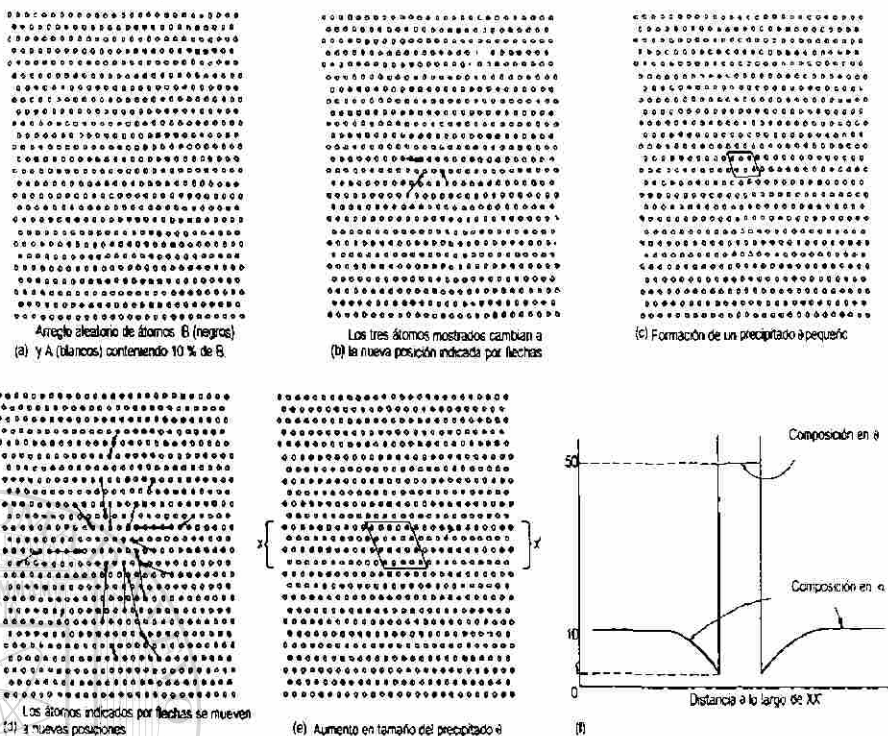 Arreglo aleatorio de átomos B (negros)
(a) y A (blancos) conteniendo 10 % de B.
Los tres átomos mostrados cambian a
(b) la nueva posición indicada por flechas
(c) Formación de un precipitado θ pequeño
Los átomos indicados por flechas se mueven
(d) a nuevas posiciones
x
x'
(e) Aumento en tamaño del precipitado θ
50
10
0
Composición en θ
Composición en α
Distancia a lo largo de XX'
(f)